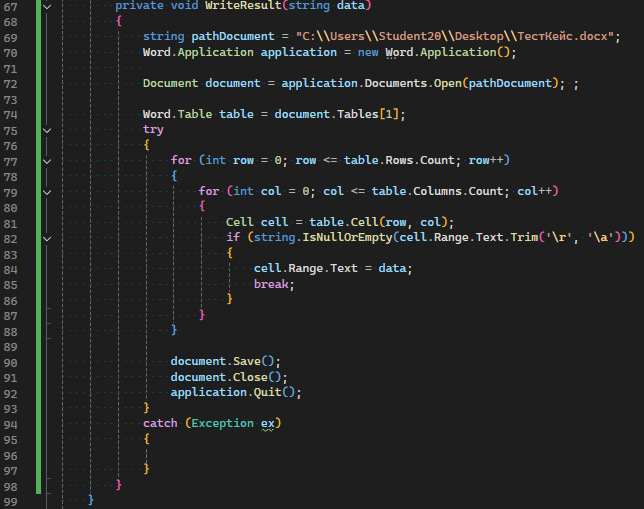 67 private void WriteResult(string data)
68 {
69 string pathDocument = "C:\\Users\\Student20\\Desktop\\ТестКейс.docx";
70 Word.Application application = new Word.Application();
71
72 Document document = application.Documents.Open(pathDocument); ;
73
74 Word.Table table = document.Tables[1];
75 try
76 {
77 for (int row = 0; row <= table.Rows.Count; row++)
78 {
79 for (int col = 0; col <= table.Columns.Count; col++)
80 {
81 Cell cell = table.Cell(row, col);
82 if (string.IsNullOrEmpty(cell.Range.Text.Trim('\r', '\a')))
83 {
84 cell.Range.Text = data;
85 break;
86 }
87 }
88 }
89
90 document.Save();
91 document.Close();
92 application.Quit();
93 }
94 catch (Exception ex)
95 {
96
97 }
98 }
99 }